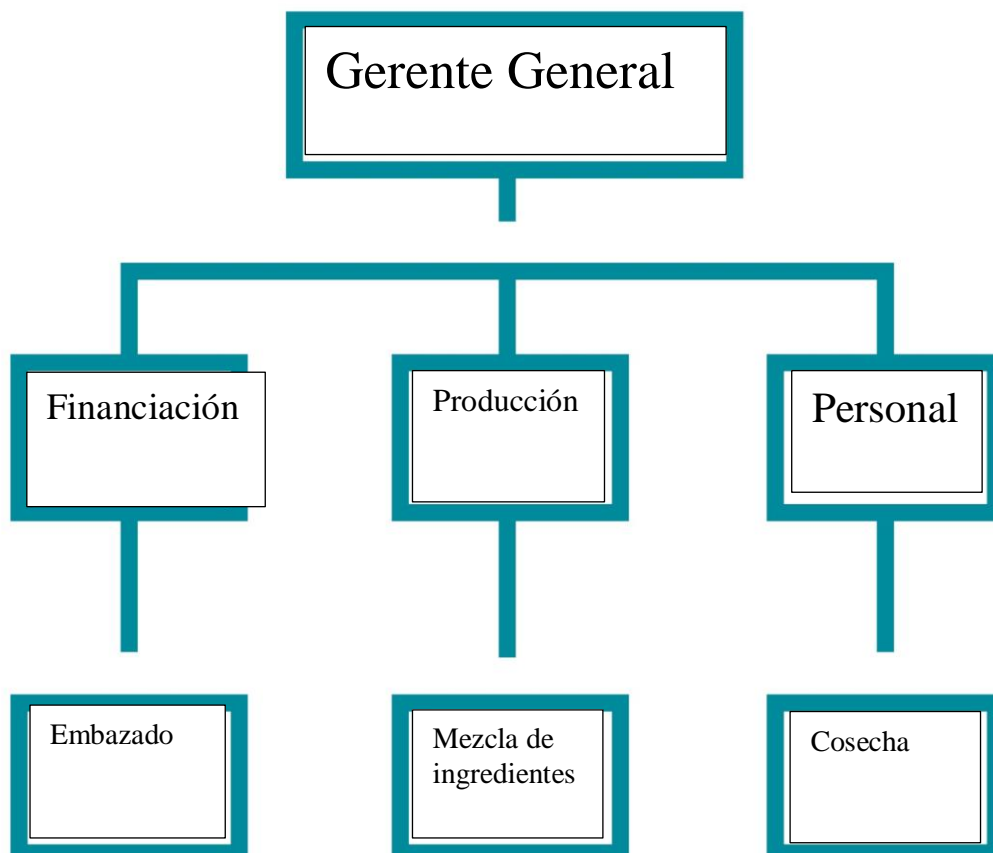 Gerente General
Financiación
Producción
Personal
Embazado
Mezcla de
ingredientes
Cosecha